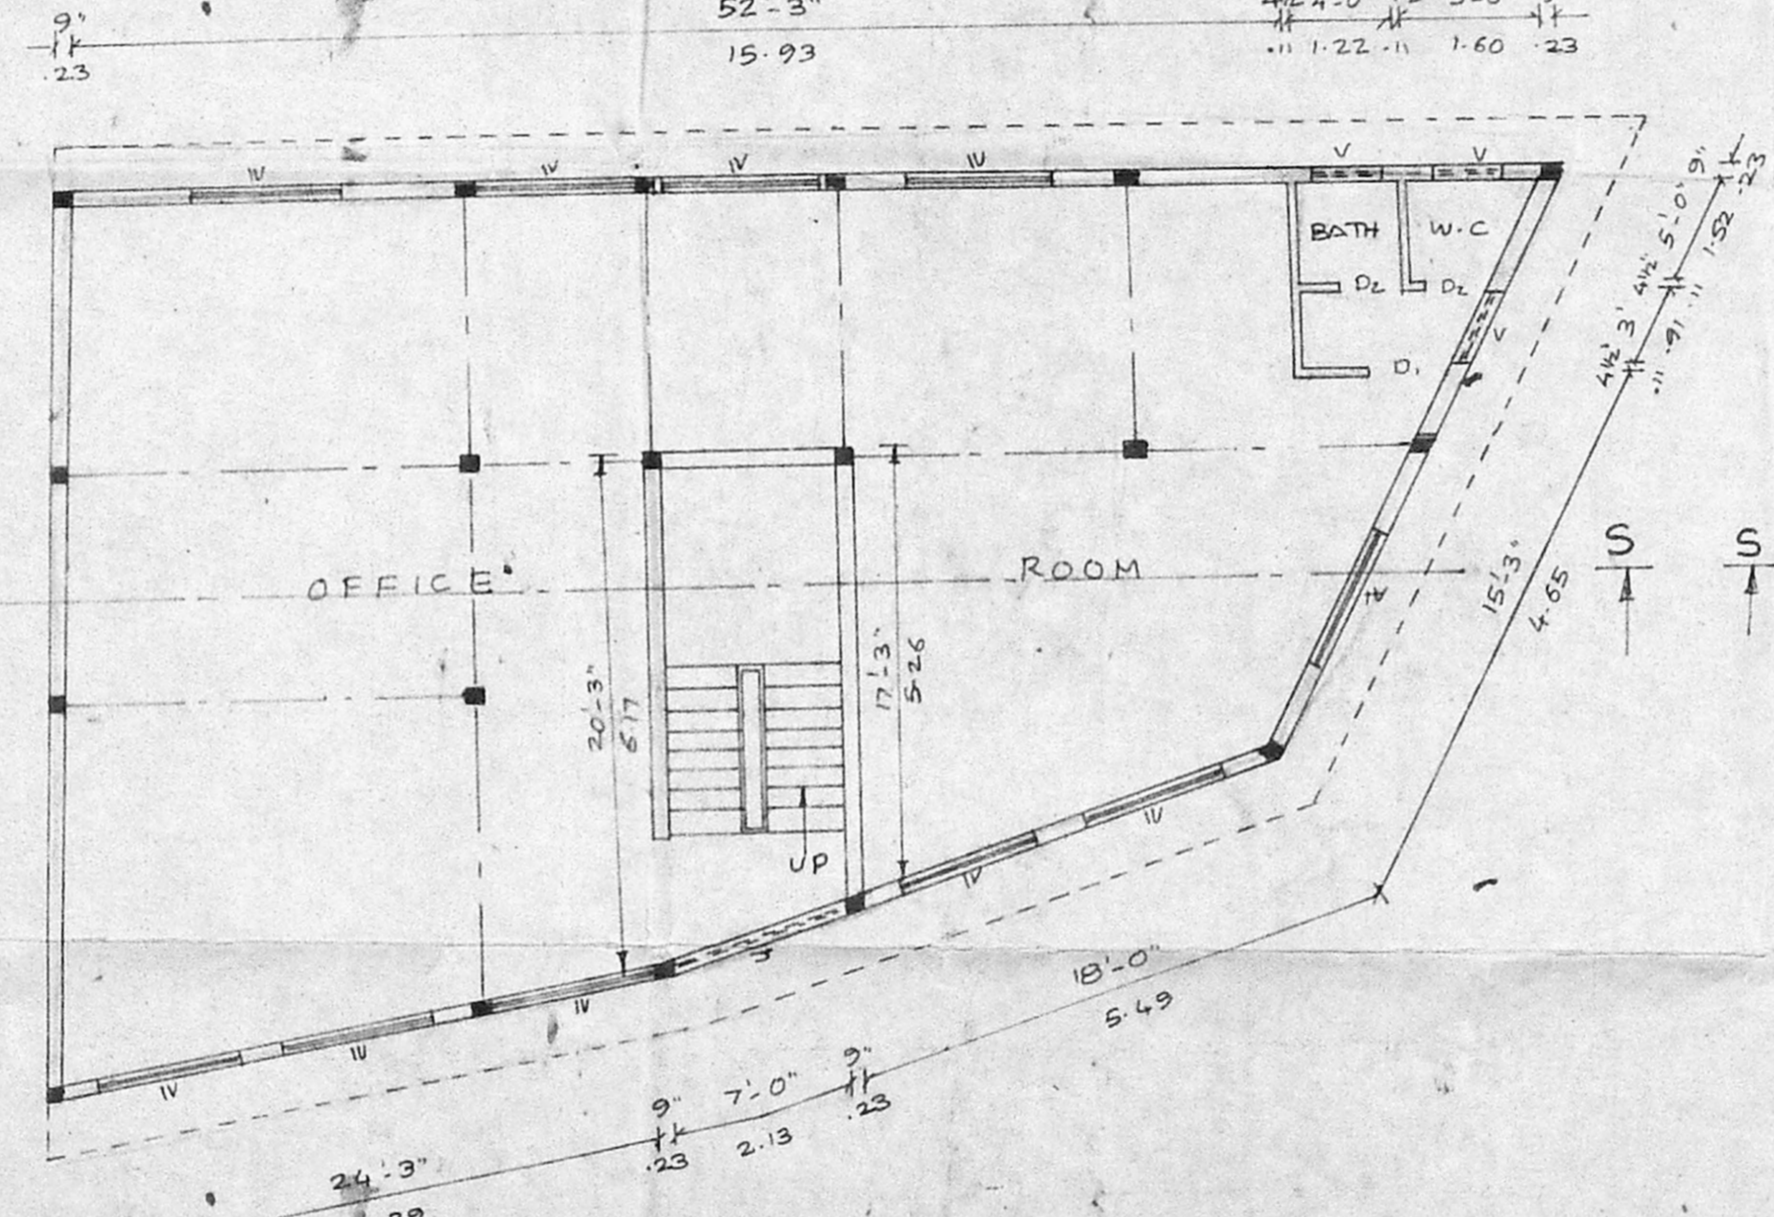 9"
52-3"
.23
15.93
.11 1.22 .11 1.60 .23
IV
IV
IV
IV
V
V
9"
.23
BATH
W.C
5'-0"
1.52
D2
D2
4½"
.11
V
3'
.91
D1
4½"
.11
S
S
OFFICE
ROOM
IV
15'-3"
4.65
20'-3"
6.17
17'-3"
5.26
UP
IV
IV
J
IV
IV
IV
18'-0"
5.49
9"
.23
7'-0"
2.13
9"
.23
24'-3"